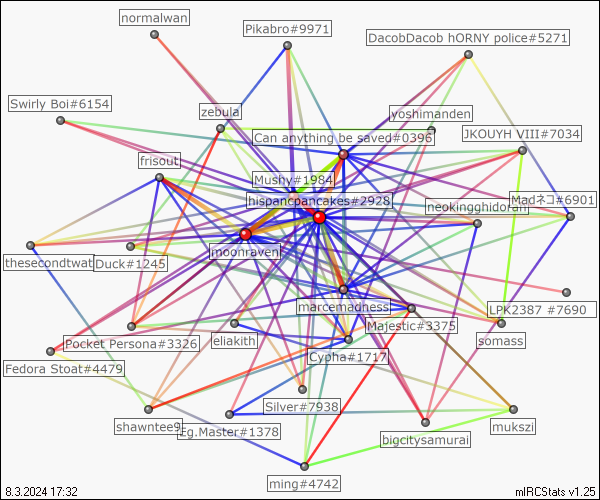 normalwan
Pikabro#9971
DacobDacob hORNY police#5271
Swirly Boi#6154
zebula
yoshimanden
Can anything be saved#0396
JKOUYH VIII#7034
frisout
Mushy#1984
hispancpancakes#2928
neokingghidorah
Madネコ#6901
thesecondtwat
Duck#1245
moonraven
marcemadness
LPK2387 #7690
Majestic#3375
Pocket Persona#3326
eliakith
somass
Cypha#1717
Fedora Stoat#4479
Silver#7938
shawntee9
Eg.Master#1378
mukszi
bigcitysamurai
ming#4742
8.3.2024 17:32
mIRCStats v1.25